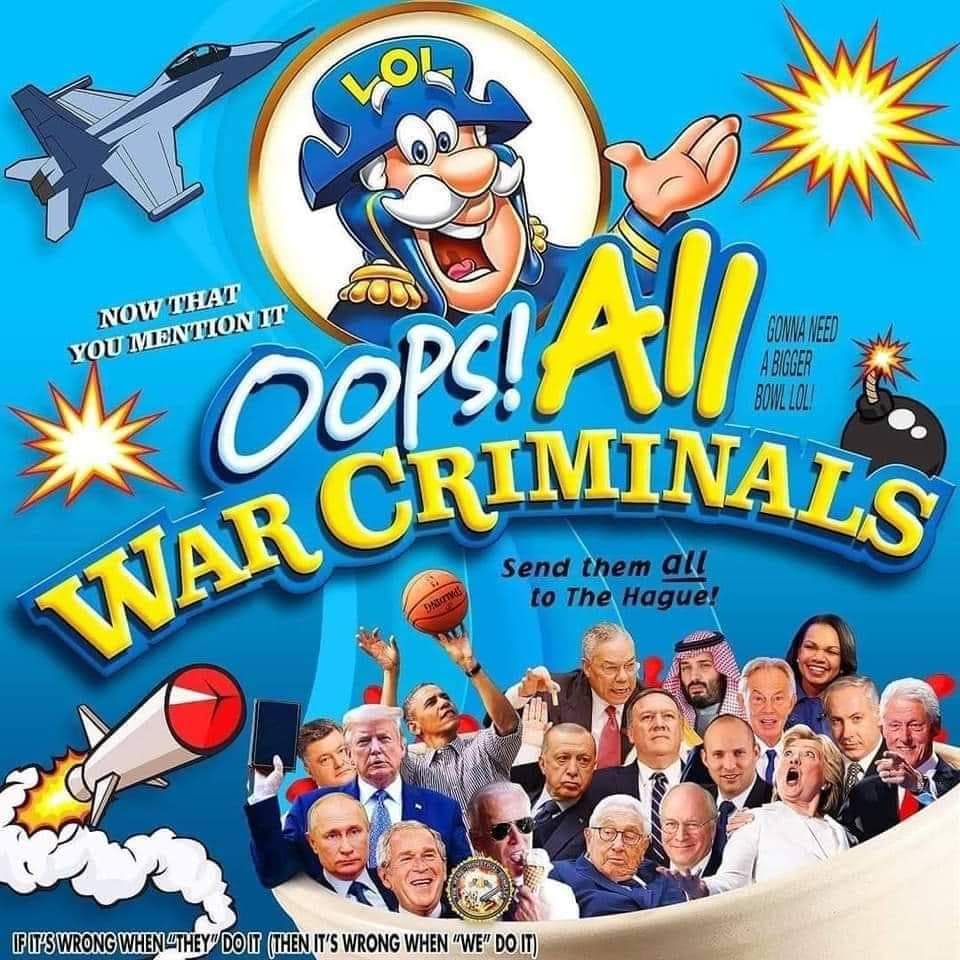 LOL
NOW THAT
YOU MENTION IT
OOPS! All
GONNA NEED
A BIGGER
BOWL LOL!
WAR CRIMINALS
Send them all
to The Hague!
IF IT'S WRONG WHEN "THEY" DO IT (THEN IT'S WRONG WHEN "WE" DO IT)